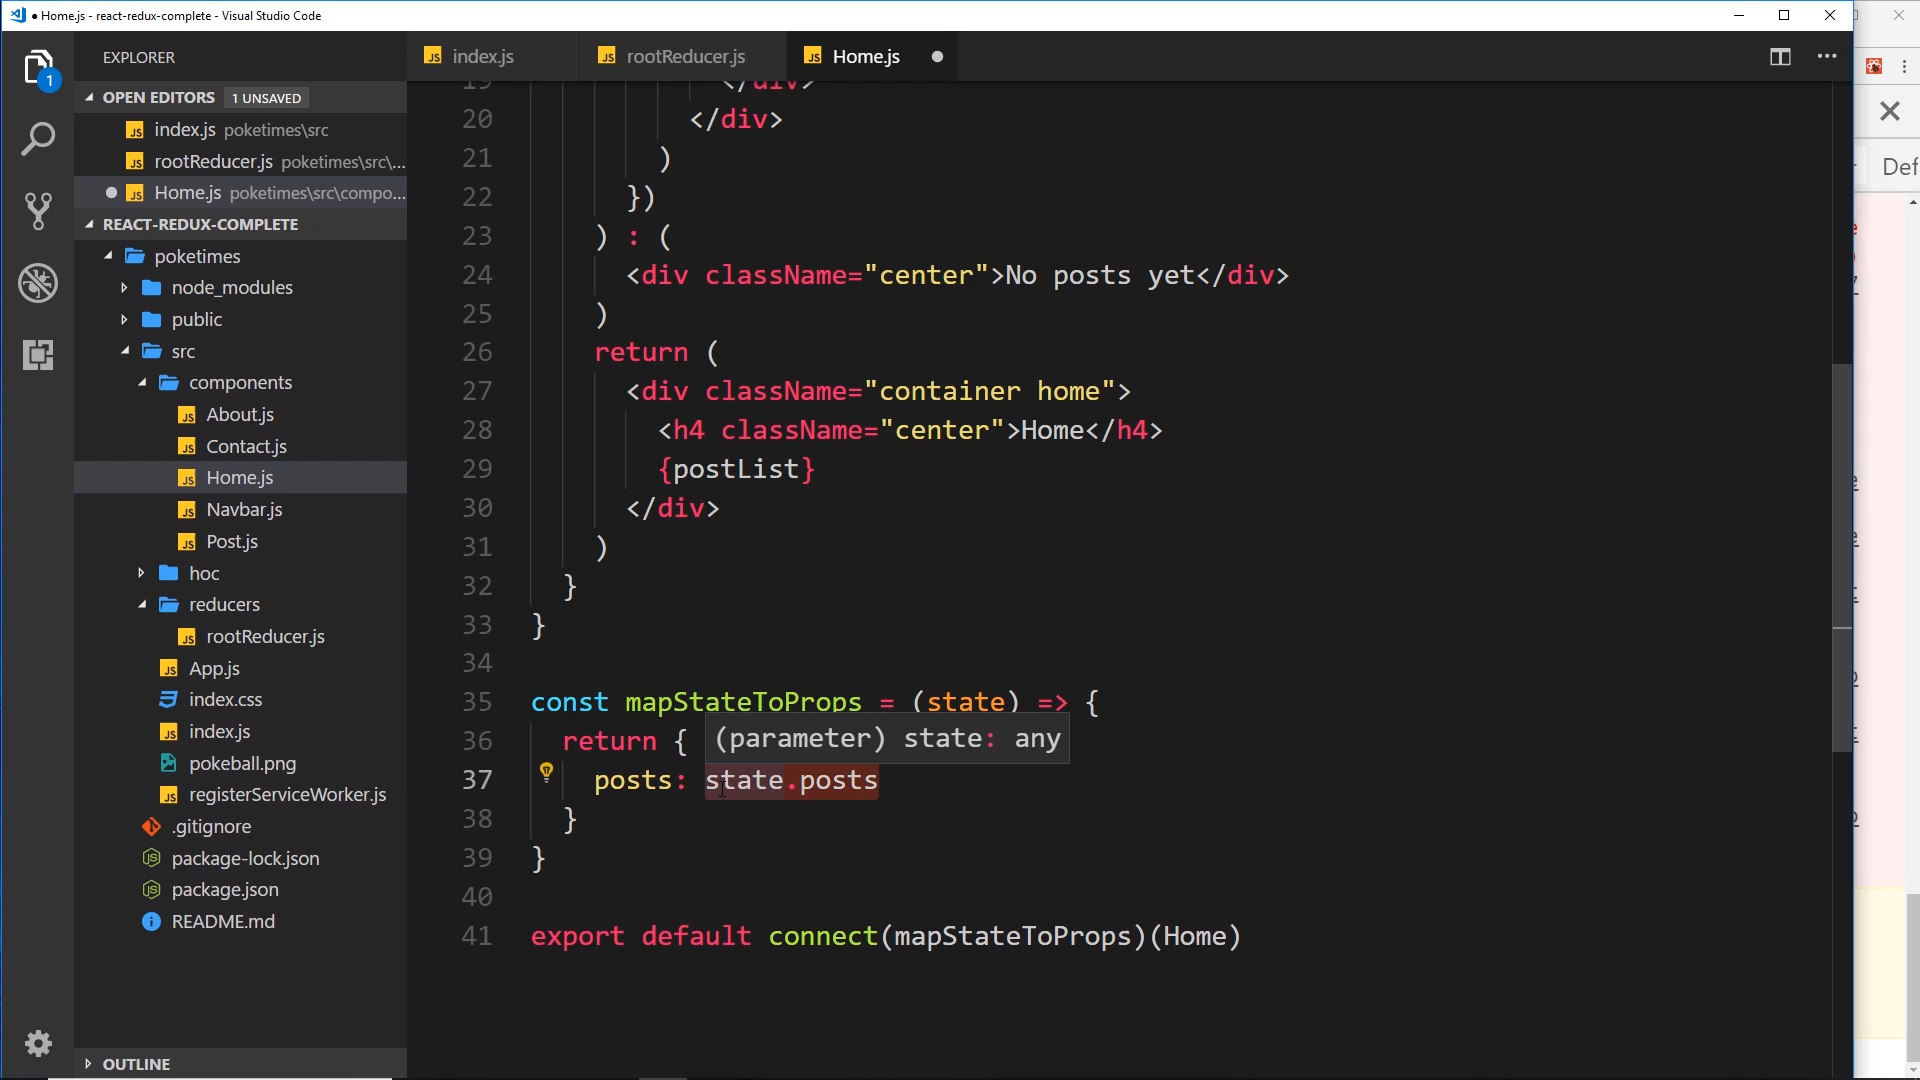 ● Home.js - react-redux-complete - Visual Studio Code
EXPLORER
1
OPEN EDITORS 1 UNSAVED
index.js poketimes\src
rootReducer.js poketimes\src\...
Home.js poketimes\src\compo...
REACT-REDUX-COMPLETE
poketimes
node_modules
public
src
components
About.js
Contact.js
Home.js
Navbar.js
Post.js
hoc
reducers
rootReducer.js
App.js
index.css
index.js
pokeball.png
registerServiceWorker.js
.gitignore
package-lock.json
package.json
README.md
OUTLINE
index.js
rootReducer.js
Home.js
19 </div>
20 </div>
21 )
22 })
23 ) : (
24 <div className="center">No posts yet</div>
25 )
26 return (
27 <div className="container home">
28 <h4 className="center">Home</h4>
29 {postList}
30 </div>
31 )
32 }
33 }
34
35 const mapStateToProps = (state) => {
36 return {
(parameter) state: any
37 posts: state.posts
38 }
39 }
40
41 export default connect(mapStateToProps)(Home)
Def